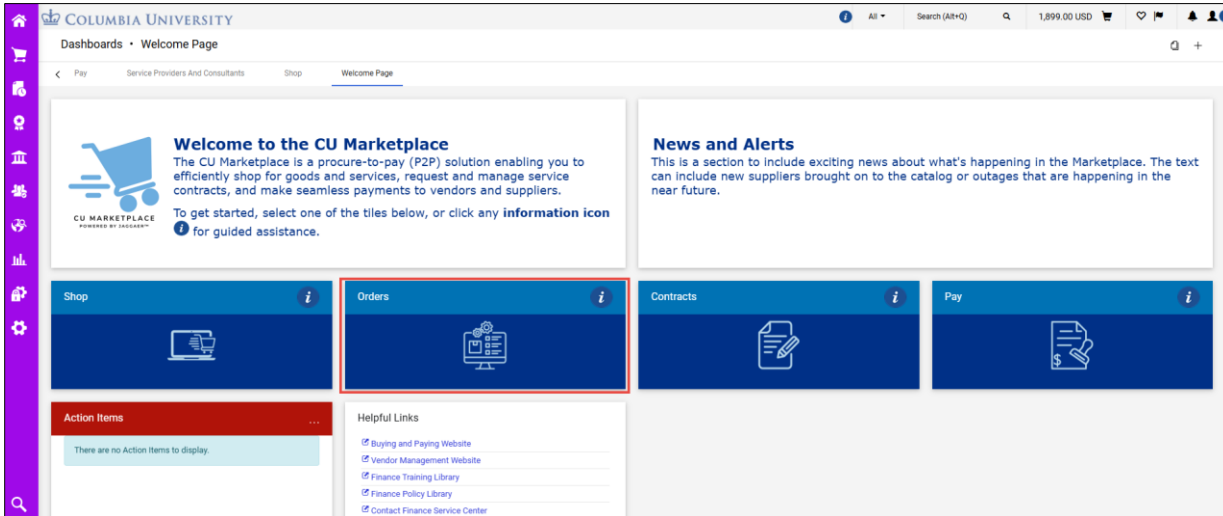 COLUMBIA UNIVERSITY
i All Search (Alt+Q) 1,899.00 USD
Dashboards • Welcome Page
Pay Service Providers And Consultants Shop Welcome Page
Welcome to the CU Marketplace
The CU Marketplace is a procure-to-pay (P2P) solution enabling you to
efficiently shop for goods and services, request and manage service
contracts, and make seamless payments to vendors and suppliers.
To get started, select one of the tiles below, or click any information icon
i for guided assistance.
CU MARKETPLACE
POWERED BY JAGGAER™
News and Alerts
This is a section to include exciting news about what's happening in the Marketplace. The text
can include new suppliers brought on to the catalog or outages that are happening in the
near future.
Shop i
Orders i
Contracts i
Pay i
$
Action Items ...
There are no Action Items to display.
Helpful Links
Buying and Paying Website
Vendor Management Website
Finance Training Library
Finance Policy Library
Contact Finance Service Center